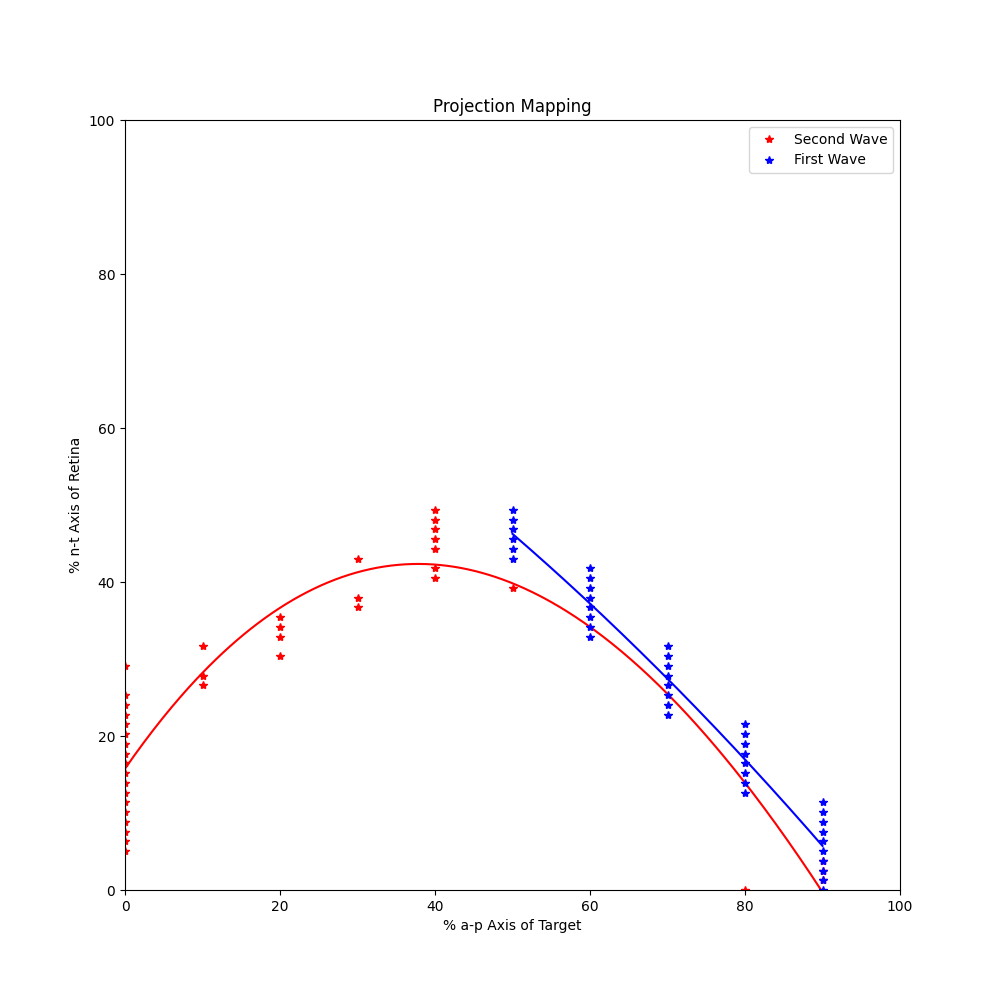 Projection Mapping
100
80
60
40
20
0
% n-t Axis of Retina
Second Wave
First Wave
0 20 40 60 80 100
% a-p Axis of Target